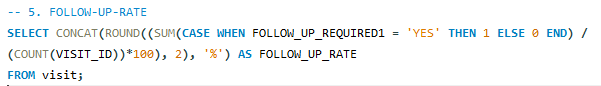 -- 5. FOLLOW-UP-RATE
SELECT CONCAT(ROUND((SUM(CASE WHEN FOLLOW_UP_REQUIRED1 = 'YES' THEN 1 ELSE 0 END) /
(COUNT(VISIT_ID))*100), 2), '%') AS FOLLOW_UP_RATE
FROM visit;